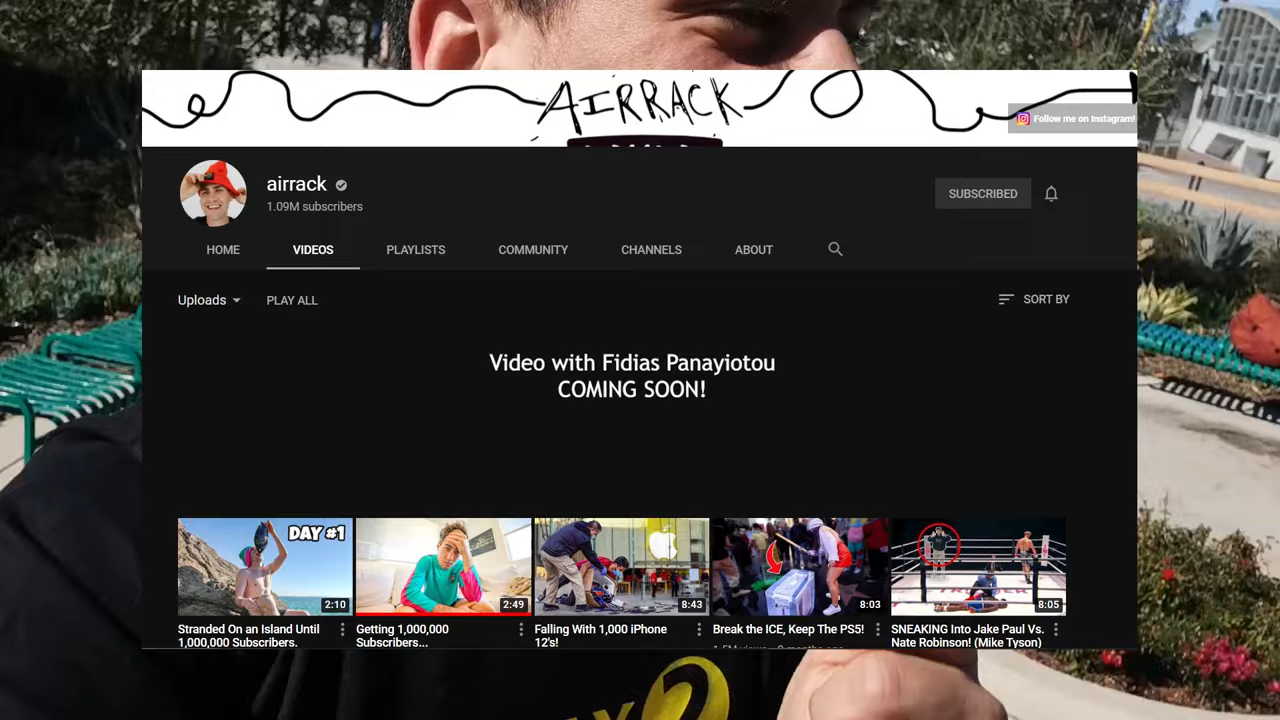 AIRRACK
Follow me on Instagram!
airrack
1.09M subscribers
SUBSCRIBED
HOME VIDEOS PLAYLISTS COMMUNITY CHANNELS ABOUT
Uploads PLAY ALL SORT BY
Video with Fidias Panayiotou
COMING SOON!
DAY #1
2:10 2:49 8:43 8:03 8:05
Stranded On an Island Until
1,000,000 Subscribers.
Getting 1,000,000
Subscribers...
Falling With 1,000 iPhone
12's!
Break the ICE, Keep The PS5!
SNEAKING Into Jake Paul Vs.
Nate Robinson! (Mike Tyson)